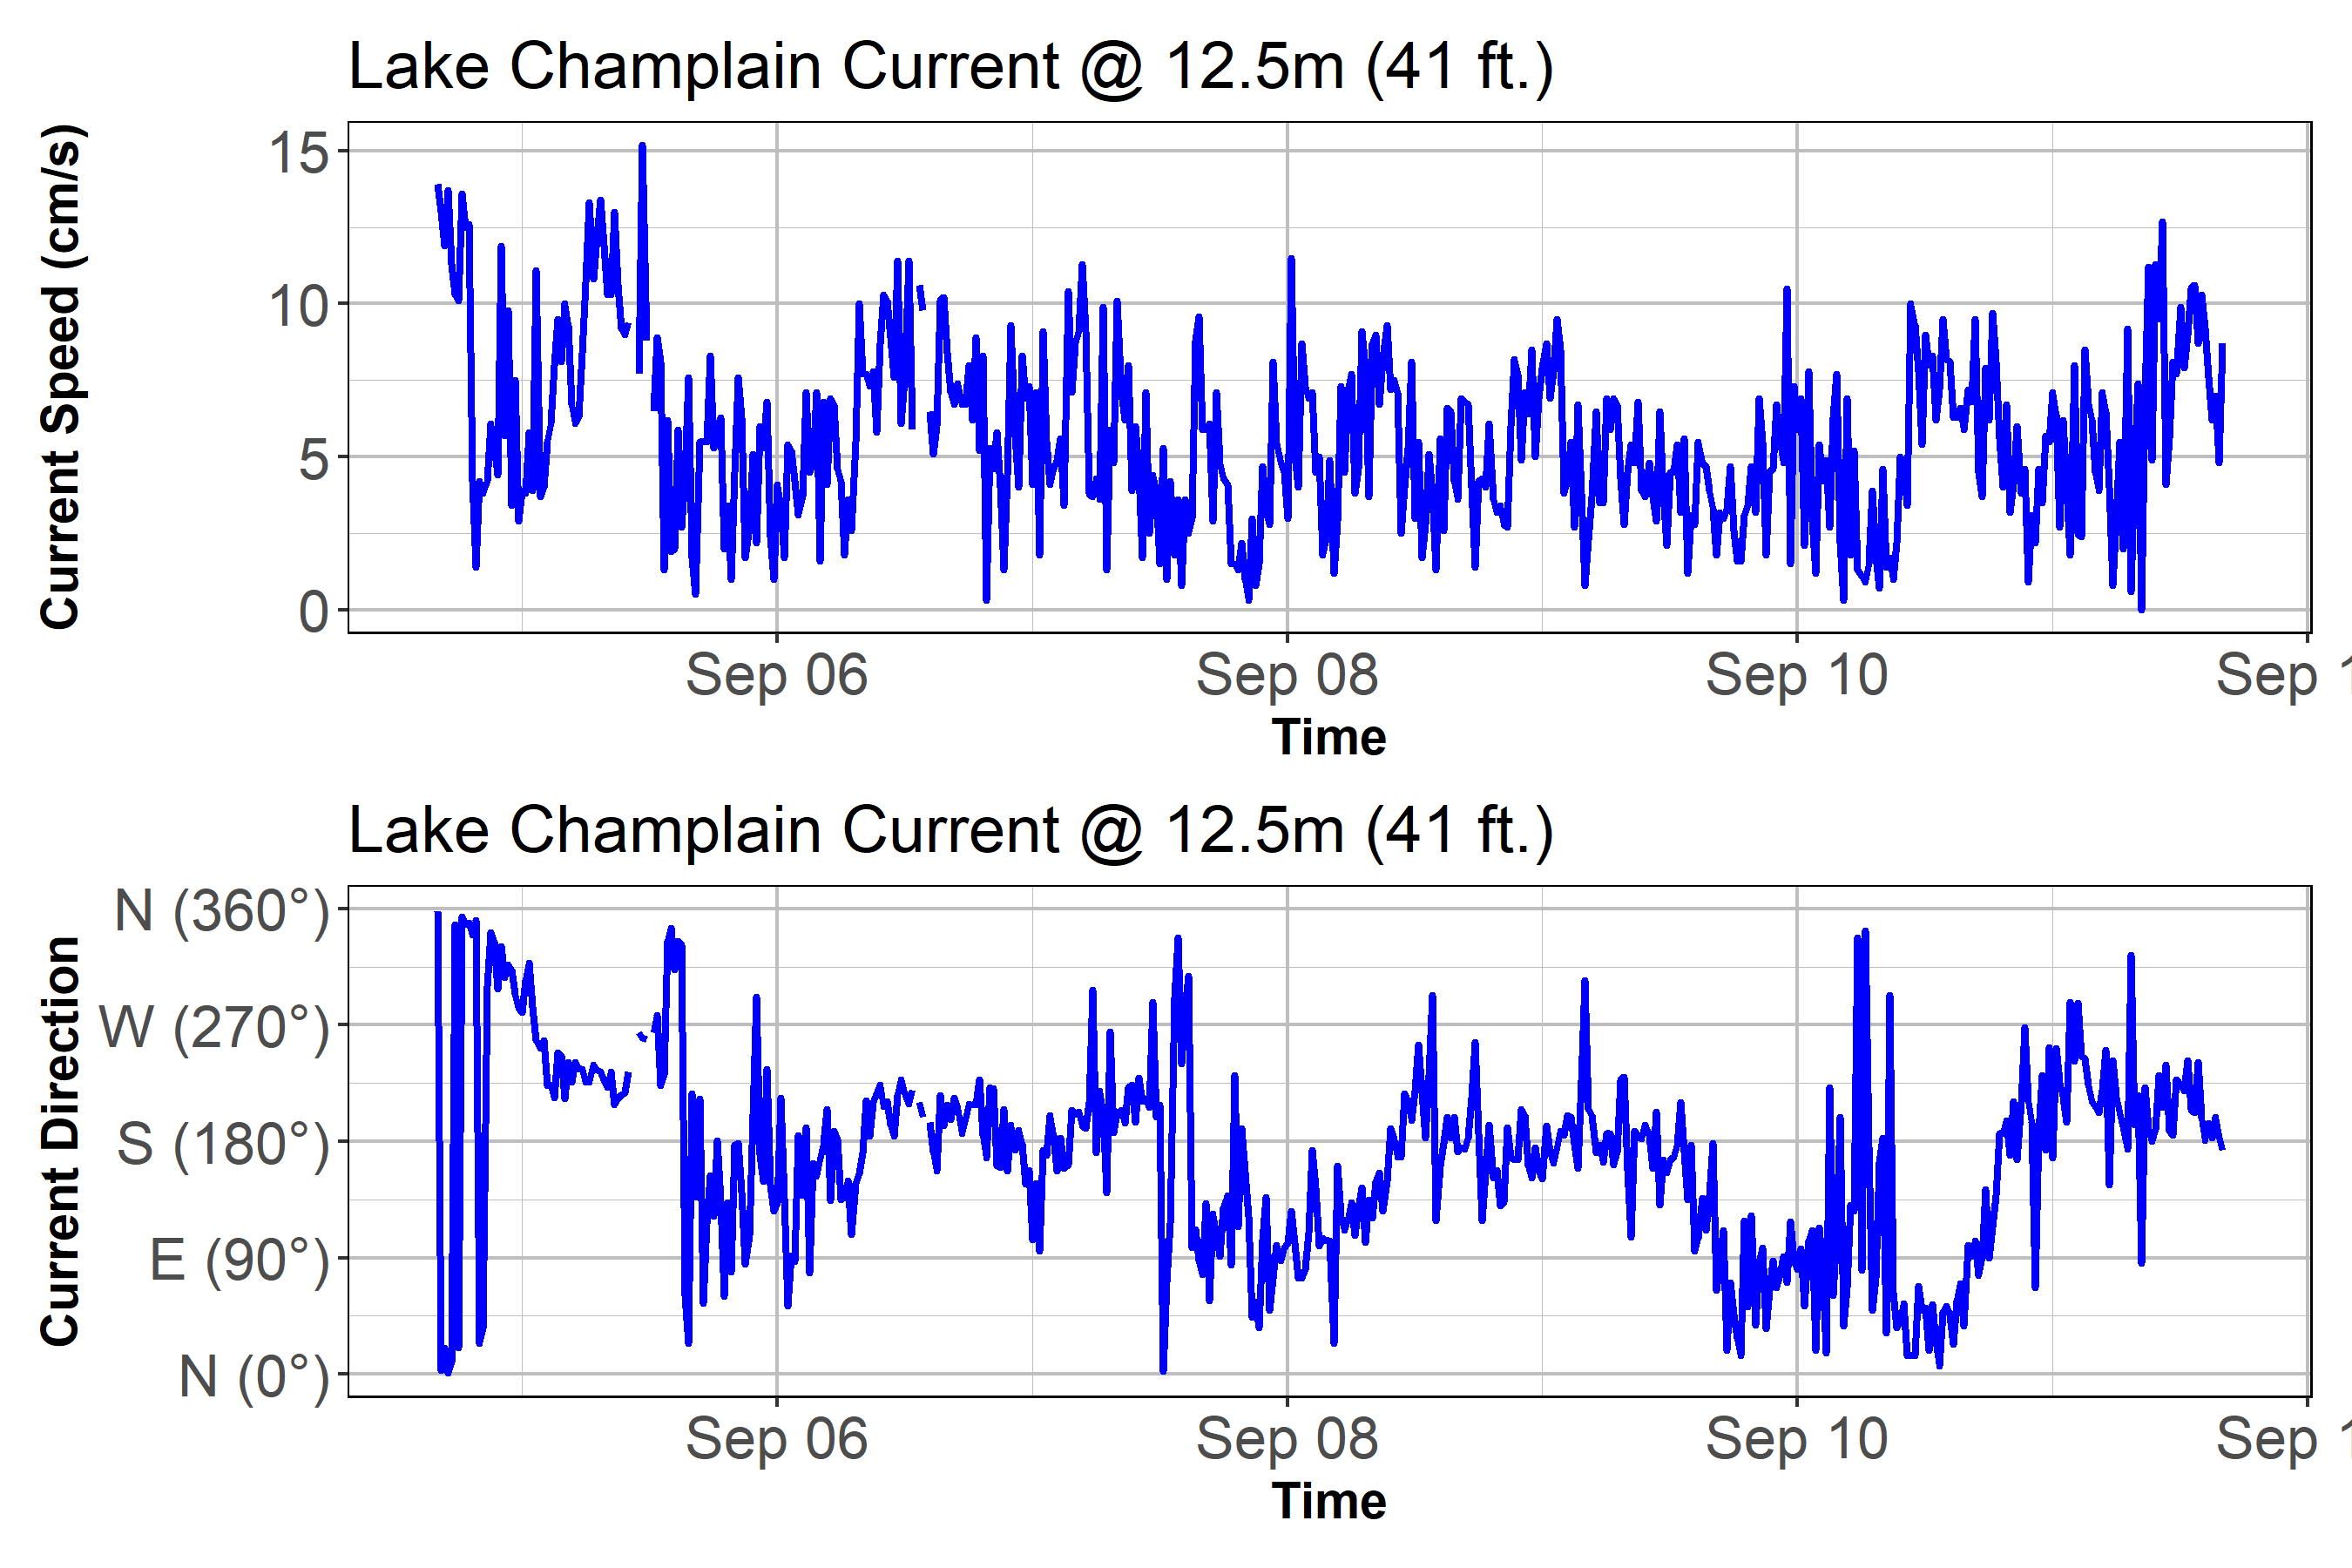 Lake Champlain Current @ 12.5m (41 ft.)
Current Speed (cm/s)
15
10
5
0
Sep 06 Sep 08 Sep 10 Sep 1
Time
Lake Champlain Current @ 12.5m (41 ft.)
Current Direction
N (360°)
W (270°)
S (180°)
E (90°)
N (0°)
Sep 06 Sep 08 Sep 10 Sep 1
Time